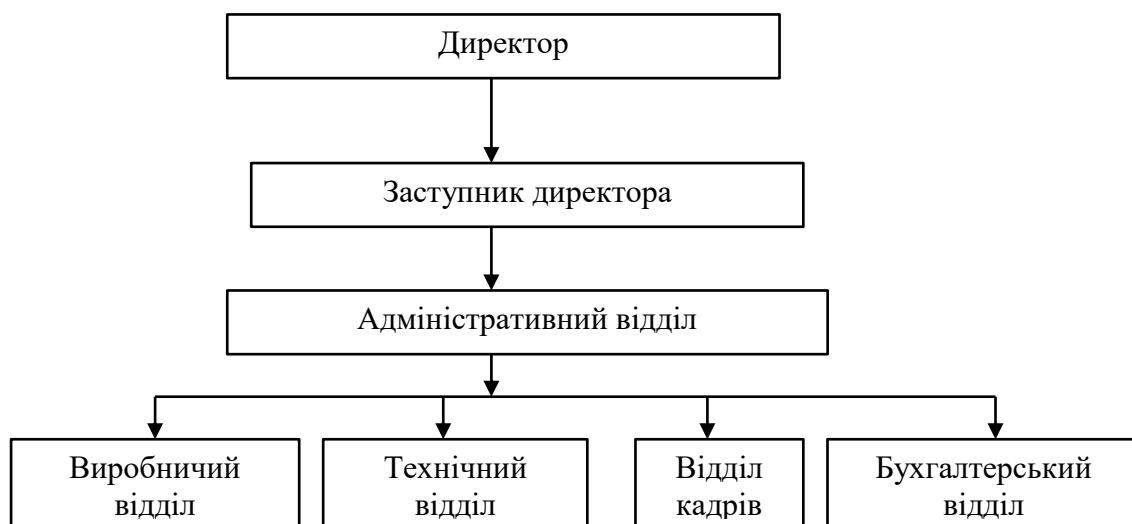 Директор
Заступник директора
Адміністративний відділ
Виробничий
відділ
Технічний
відділ
Відділ
кадрів
Бухгалтерський
відділ